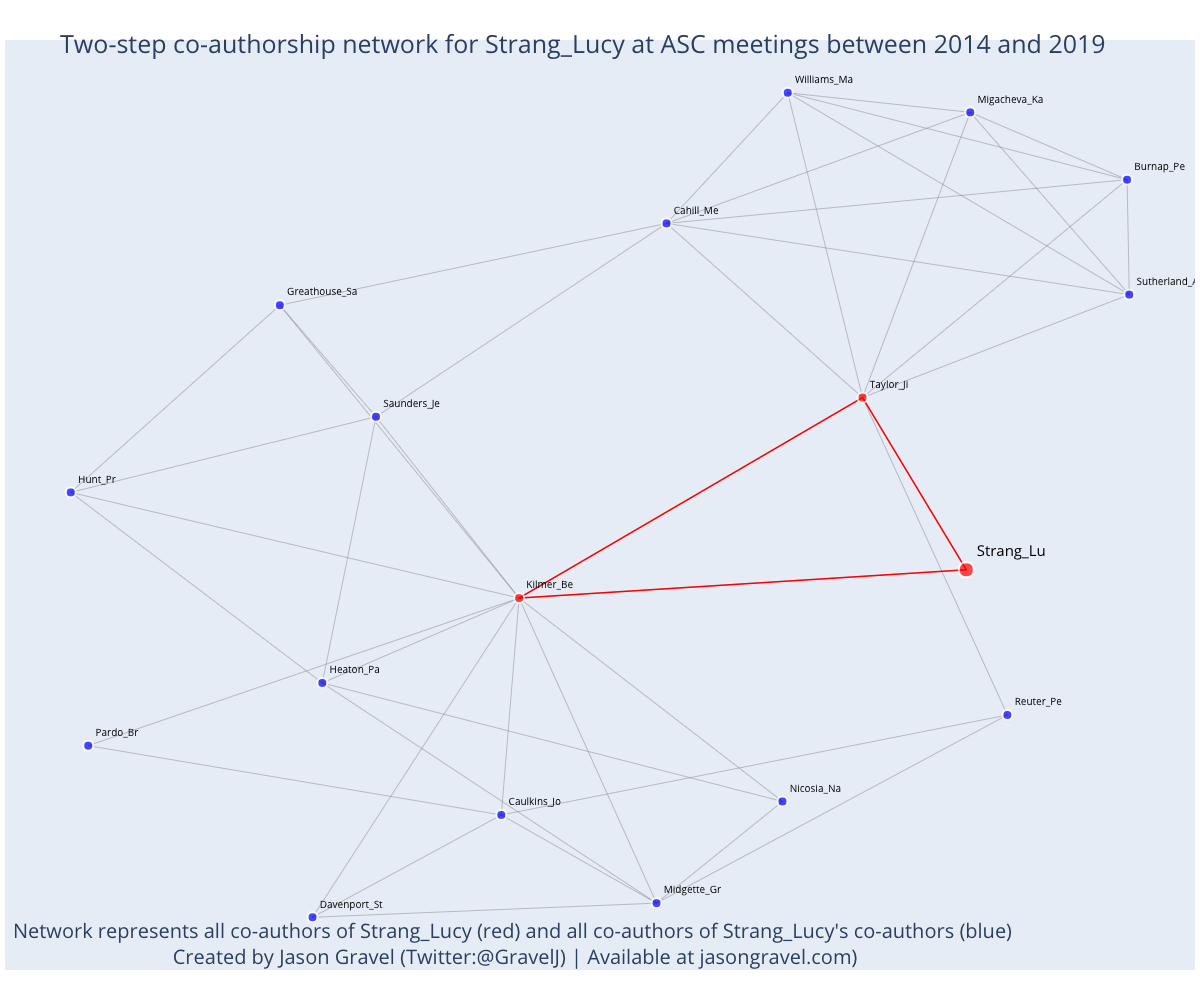 Two-step co-authorship network for Strang_Lucy at ASC meetings between 2014 and 2019
Williams_Ma
Migacheva_Ka
Burnap_Pe
Cahill_Me
Sutherland_A
Greathouse_Sa
Taylor_Ji
Saunders_Je
Hunt_Pr
Strang_Lu
Kilmer_Be
Heaton_Pa
Reuter_Pe
Pardo_Br
Nicosia_Na
Caulkins_Jo
Midgette_Gr
Davenport_St
Network represents all co-authors of Strang_Lucy (red) and all co-authors of Strang_Lucy's co-authors (blue)
Created by Jason Gravel (Twitter:@GravelJ) | Available at jasongravel.com)